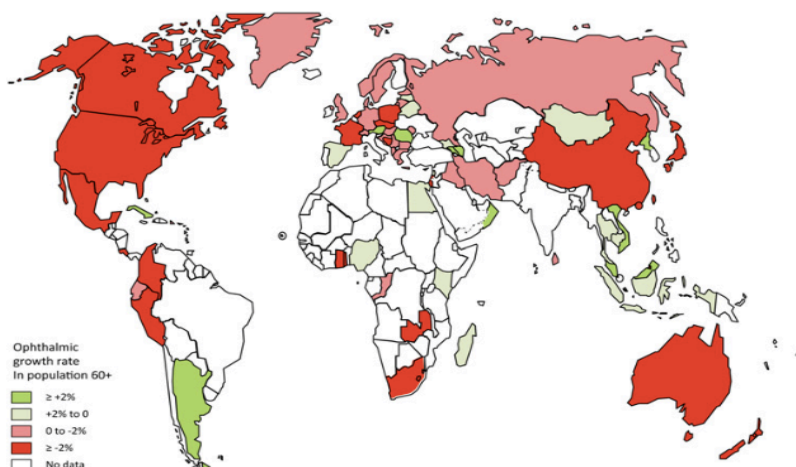 Ophthalmic
growth rate
In population 60+
≥ +2%
+2% to 0
0 to -2%
≥ -2%
No data